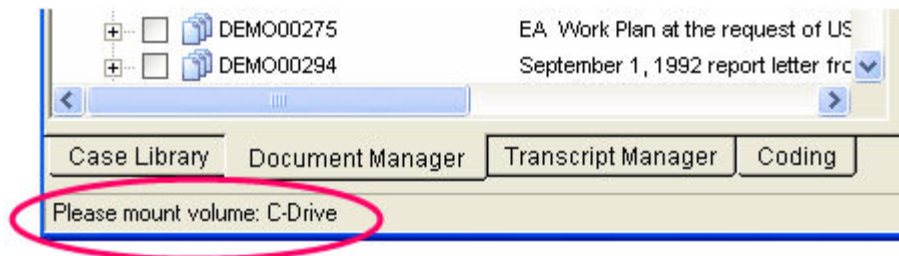 DEMO00275 EA Work Plan at the request of US
DEMO00294 September 1, 1992 report letter frc
Case Library Document Manager Transcript Manager Coding
Please mount volume: C-Drive